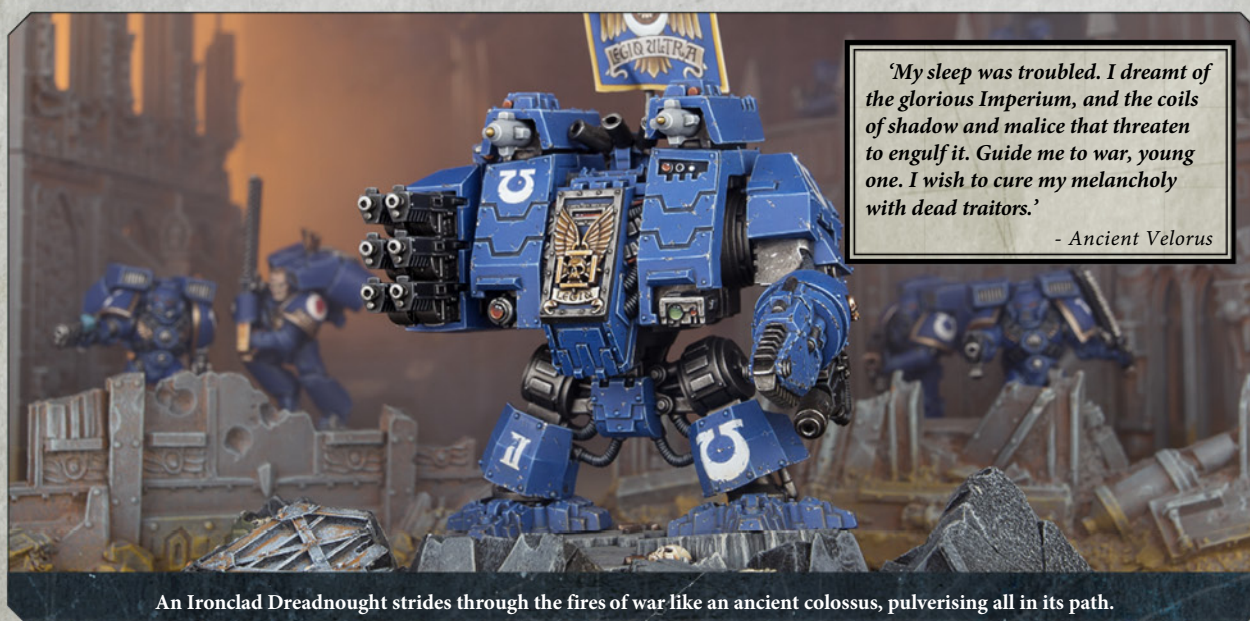 LEGIO ULTRA
‘My sleep was troubled. I dreamt of
the glorious Imperium, and the coils
of shadow and malice that threaten
to engulf it. Guide me to war, young
one. I wish to cure my melancholy
with dead traitors.’
- Ancient Velorus
An Ironclad Dreadnought strides through the fires of war like an ancient colossus, pulverising all in its path.